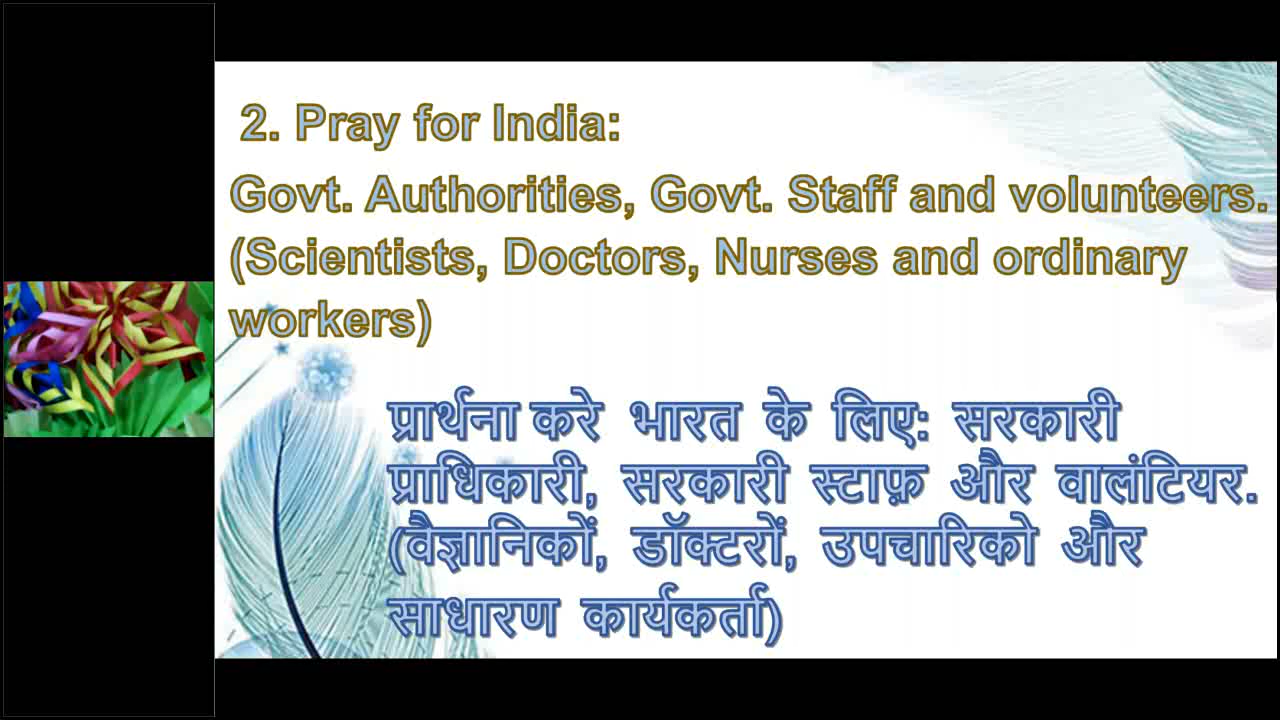 2. Pray for India:
Govt. Authorities, Govt. Staff and volunteers.
(Scientists, Doctors, Nurses and ordinary
workers)
प्रार्थना करे भारत के लिए: सरकारी
प्राधिकारी, सरकारी स्टाफ़ और वालंटियर.
(वैज्ञानिकों, डॉक्टरों, उपचारिको और
साधारण कार्यकर्ता)